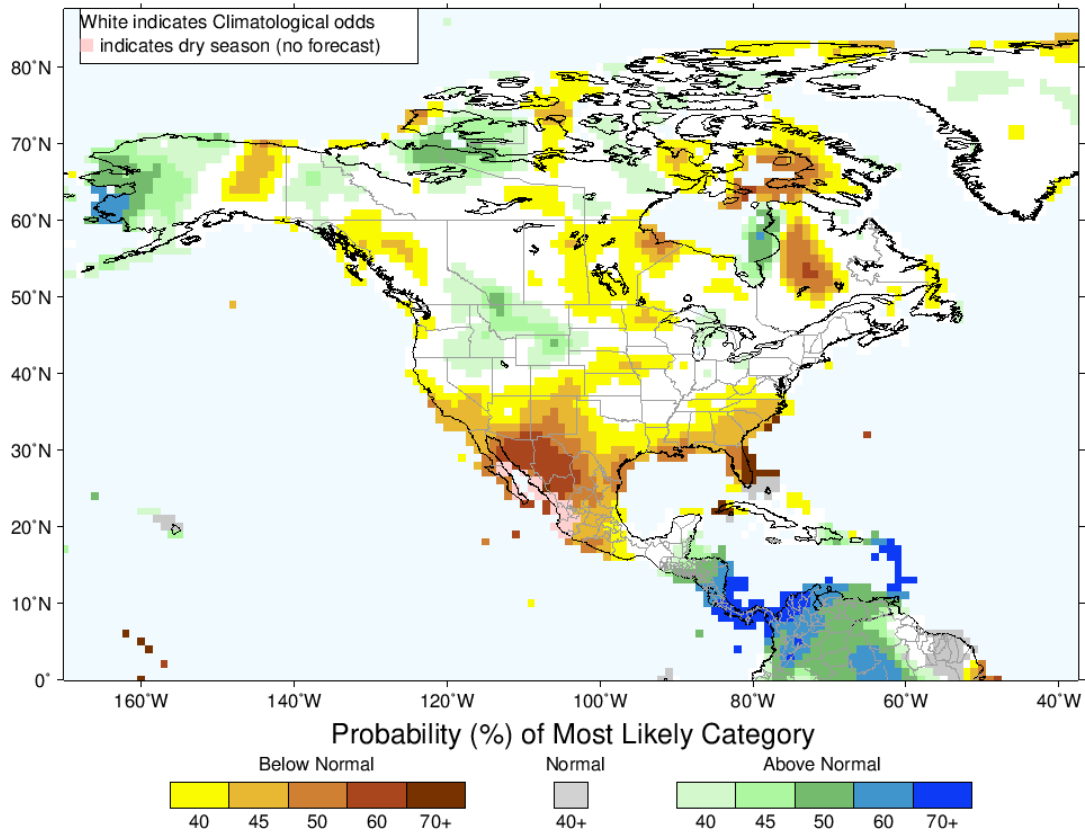 White indicates Climatological odds
indicates dry season (no forecast)
80°N
70°N
60°N
50°N
40°N
30°N
20°N
10°N
0°
160°W
140°W
120°W
100°W
80°W
60°W
40°W
Probability (%) of Most Likely Category
Below Normal
Normal
Above Normal
40
45
50
60
70+
40+
40
45
50
60
70+